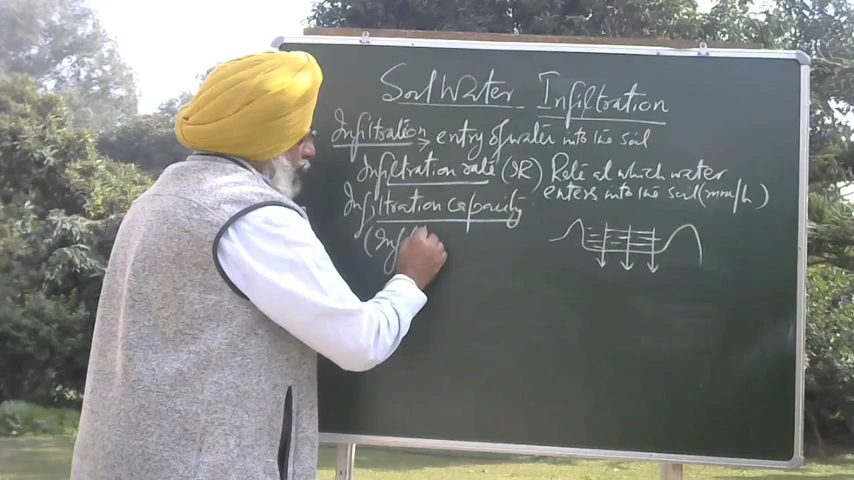 Soil Water Infiltration
Infiltration → entry of water into the soil
Infiltration rate (IR) Rate at which water
enters into the soil (mm/h)
Infiltration capacity
(Inf